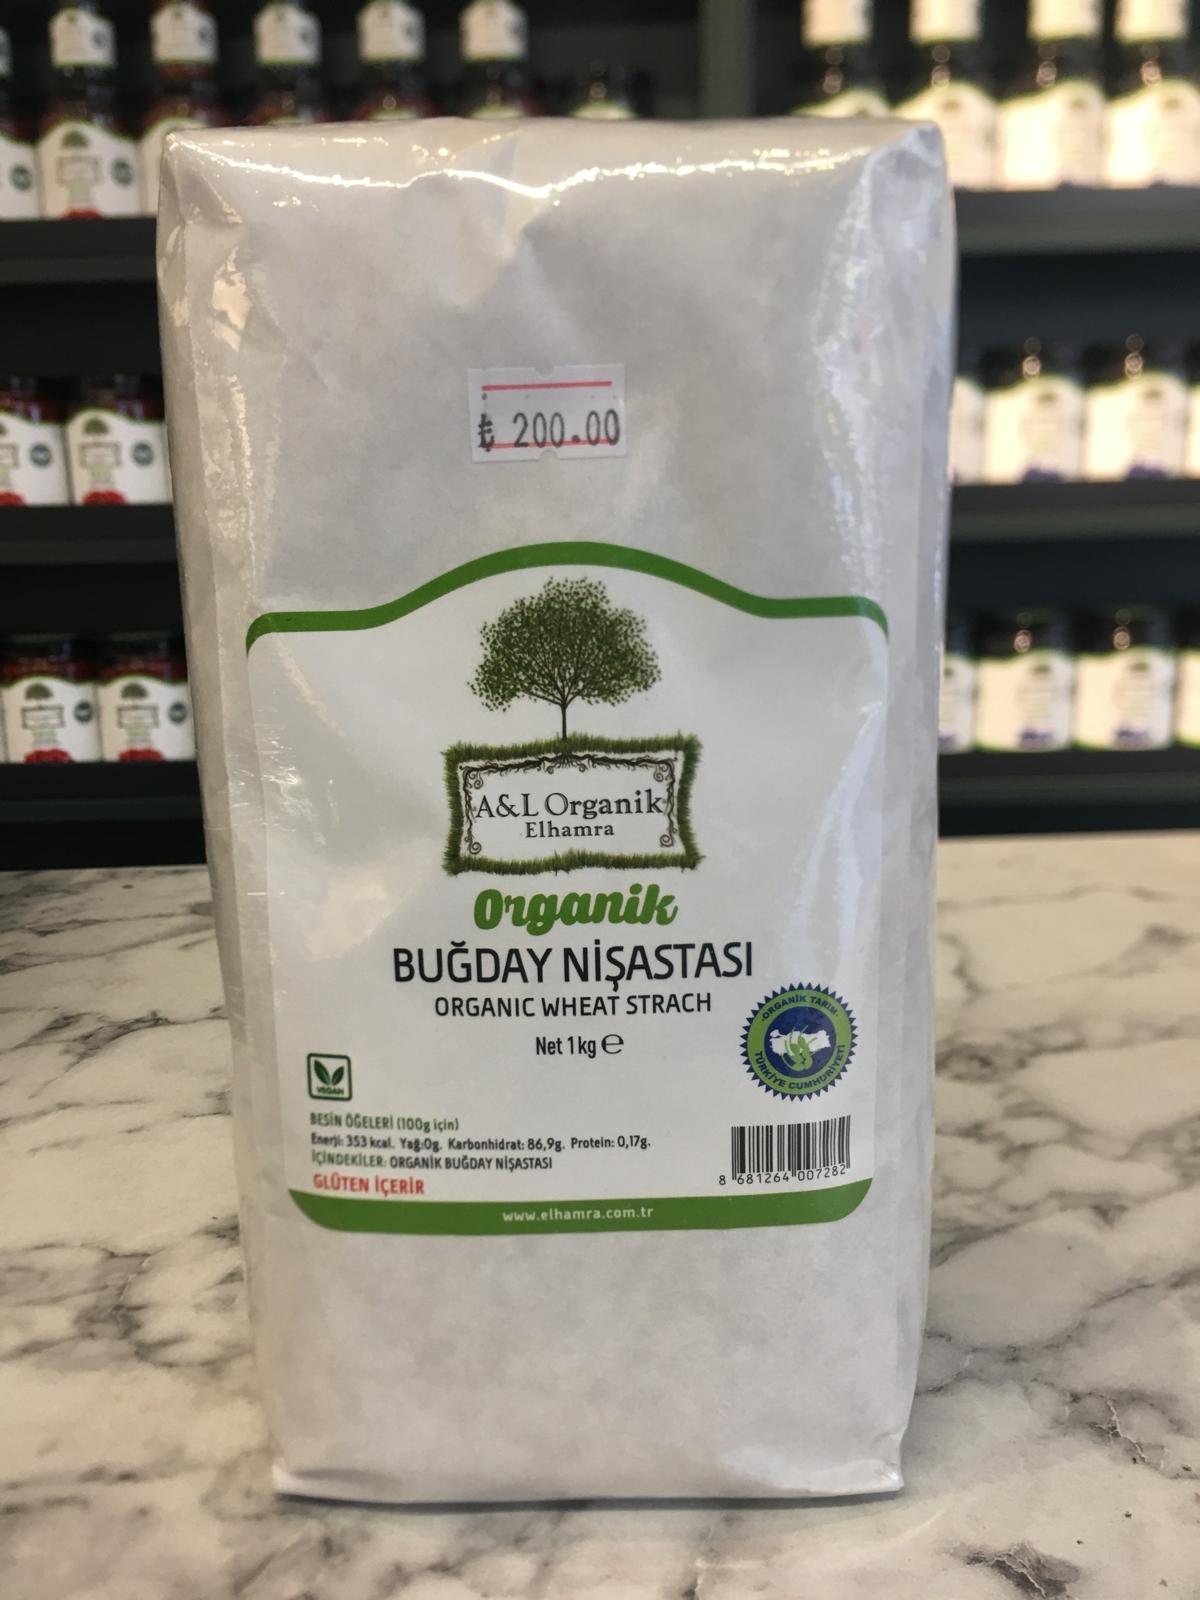 ₺ 200.00
A&L Organik
Elhamra
Organik
BUĞDAY NİŞASTASI
ORGANIC WHEAT STRACH
Net 1kg ℮
ORGANİK TARIM
TÜRKİYE CUMHURİYETİ
VEGAN
BESİN ÖĞELERİ (100g için)
Enerji: 353 kcal. Yağ:0g. Karbonhidrat: 86,9g. Protein: 0,17g.
İÇİNDEKİLER: ORGANİK BUĞDAY NİŞASTASI
GLÜTEN İÇERİR
8 681264 007282
www.elhamra.com.tr